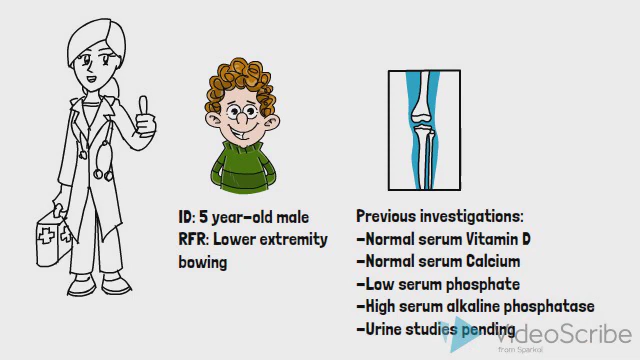 ID: 5 year-old male
RFR: Lower extremity
bowing
Previous investigations:
-Normal serum Vitamin D
-Normal serum Calcium
-Low serum phosphate
-High serum alkaline phosphatase
-Urine studies pending
VideoScribe
from Sparkol